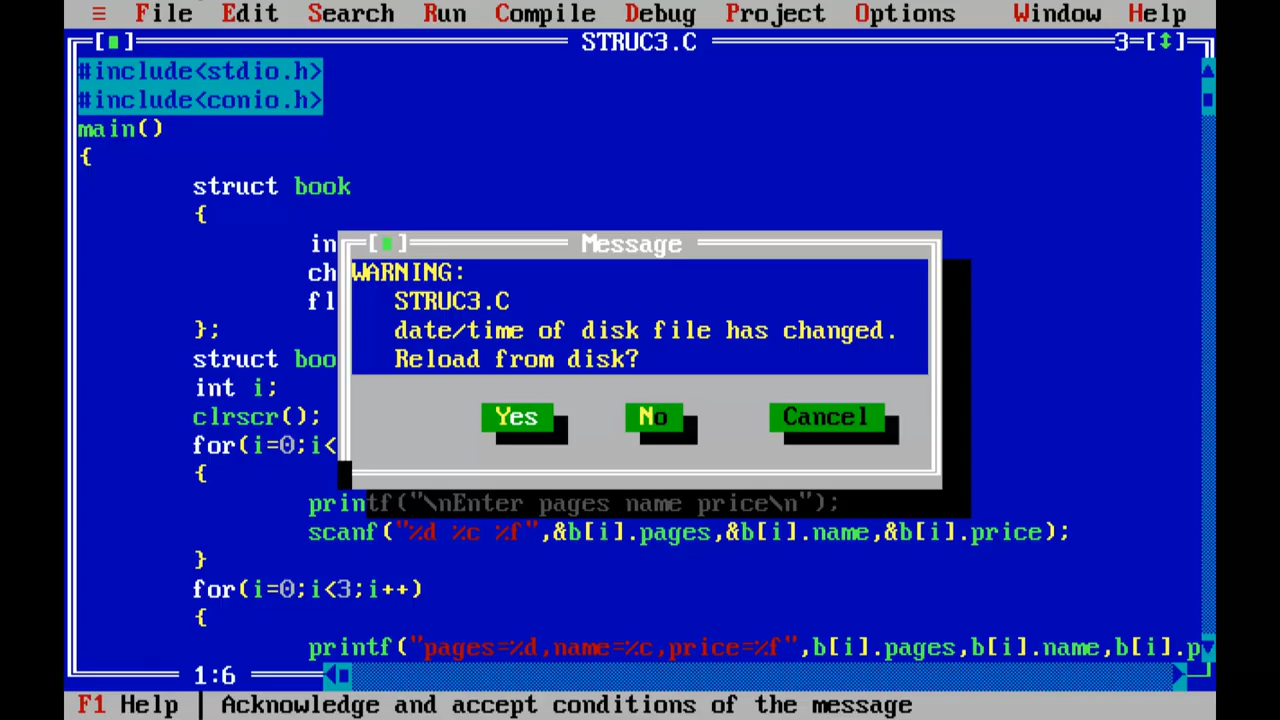 ≡ File Edit Search Run Compile Debug Project Options Window Help
STRUC3.C 3
#include<stdio.h>
#include<conio.h>
main()
{
struct book
{
in
ch
fl
};
struct boo
int i;
clrscr();
for(i=0;i<
{
printf("\nEnter pages name price\n");
scanf("%d %c %f",&b[i].pages,&b[i].name,&b[i].price);
}
for(i=0;i<3;i++)
{
printf("pages=%d,name=%c,price=%f",b[i].pages,b[i].name,b[i].p
Message
WARNING:
STRUC3.C
date/time of disk file has changed.
Reload from disk?
Yes No Cancel
1:6
F1 Help | Acknowledge and accept conditions of the message